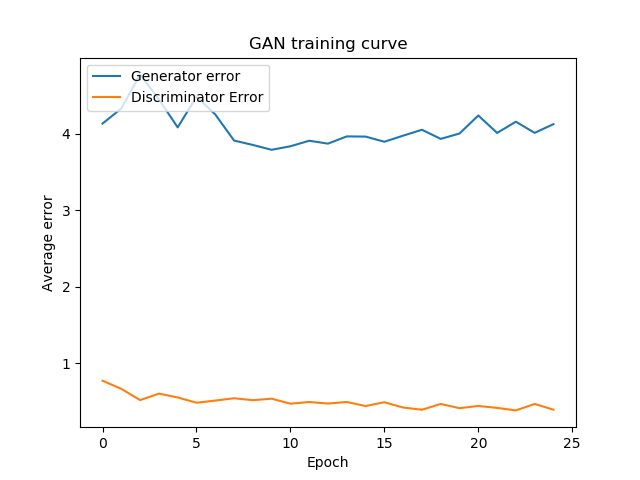 GAN training curve
Generator error
Discriminator Error
4
3
2
1
Average error
0
5
10
15
20
25
Epoch